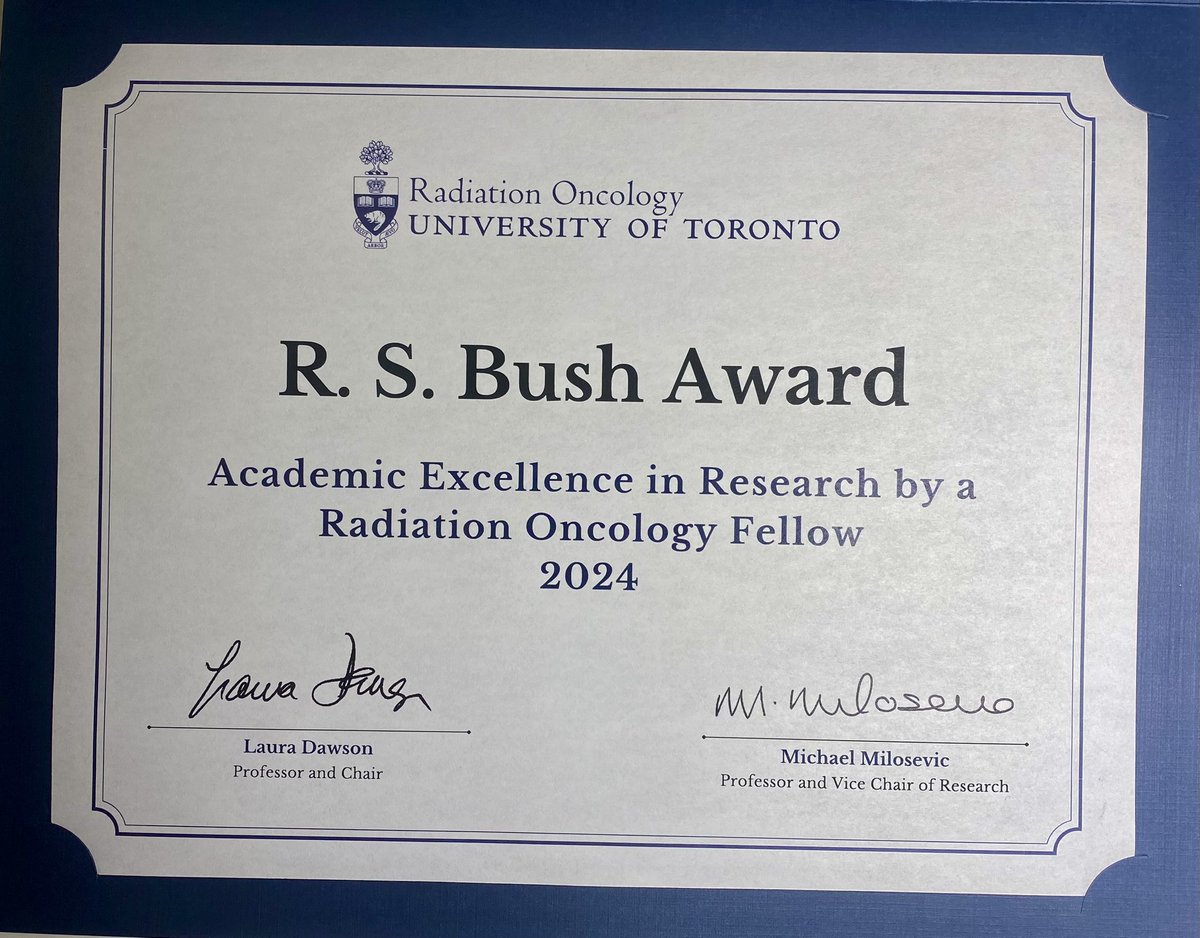 Radiation Oncology
UNIVERSITY OF TORONTO
R. S. Bush Award
Academic Excellence in Research by a
Radiation Oncology Fellow
2024
Laura Dawson
Professor and Chair
Michael Milosevic
Professor and Vice Chair of Research